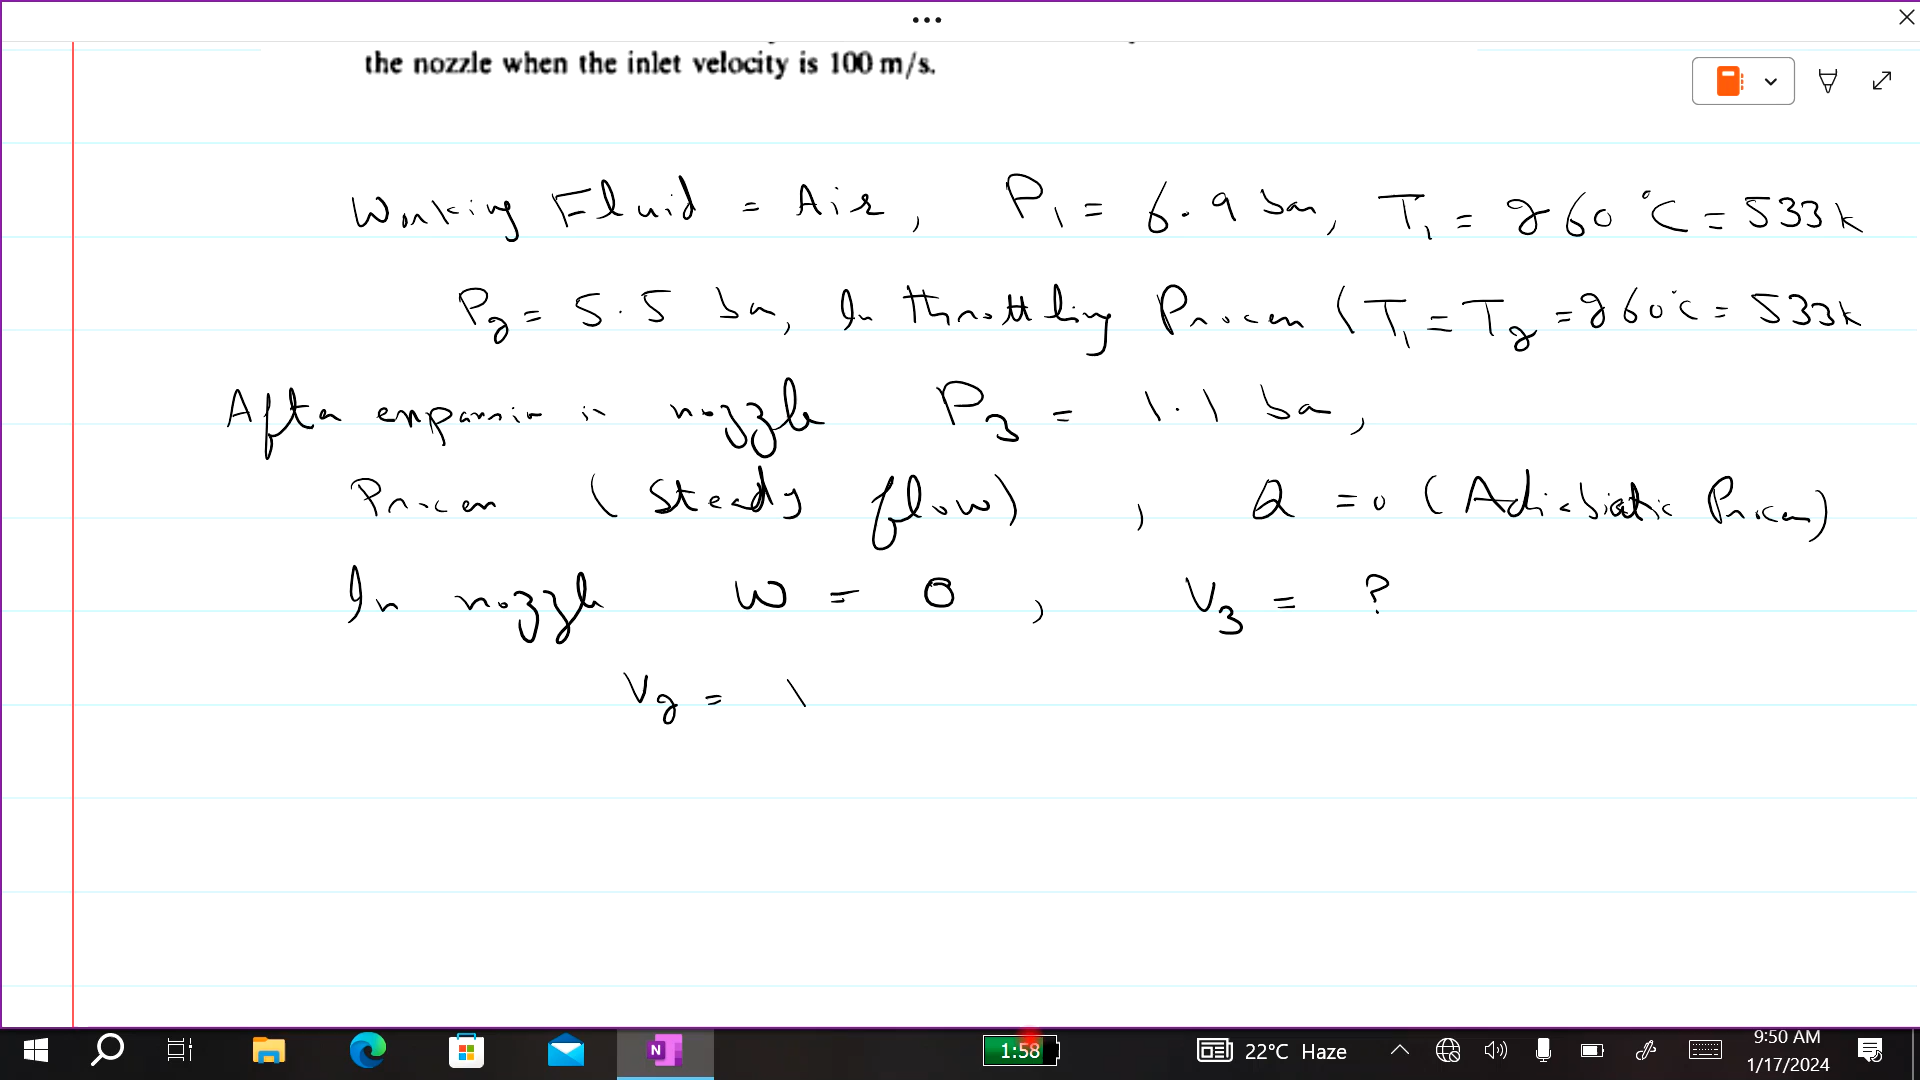 the nozzle when the inlet velocity is 100 m/s.
Working Fluid = Air, P1 = 6.9 bar, T1 = 260 °C = 533 k
P2 = 5.5 bar, In throttling Process (T1 = T2 = 260°C = 533k
After expansion in nozzle P3 = 1.1 bar,
Process (Steady flow), Q = 0 (Adiabiatic Process)
In nozzle W = 0, V3 = ?
V2 = \
N
1:58
22°C Haze
9:50 AM
1/17/2024